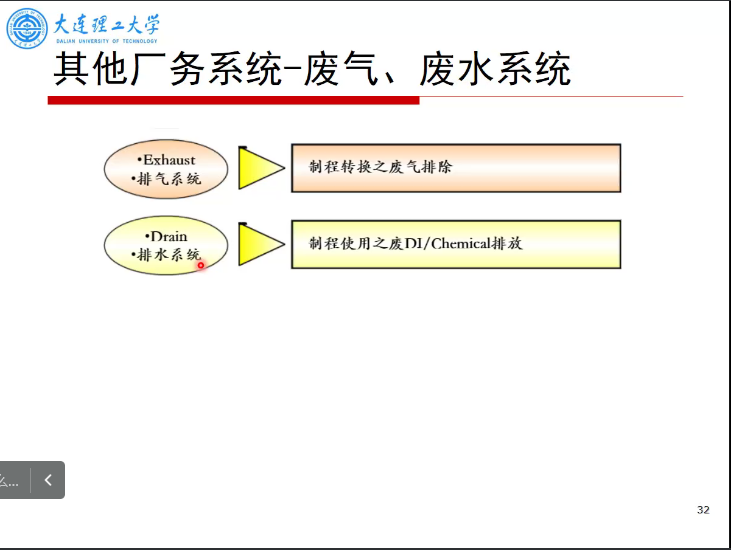 大连理工大学
DALIAN UNIVERSITY OF TECHNOLOGY
其他厂务系统-废气、废水系统
•Exhaust
•排气系统
制程转换之废气排除
•Drain
•排水系统
制程使用之废DI/Chemical排放
么...
32